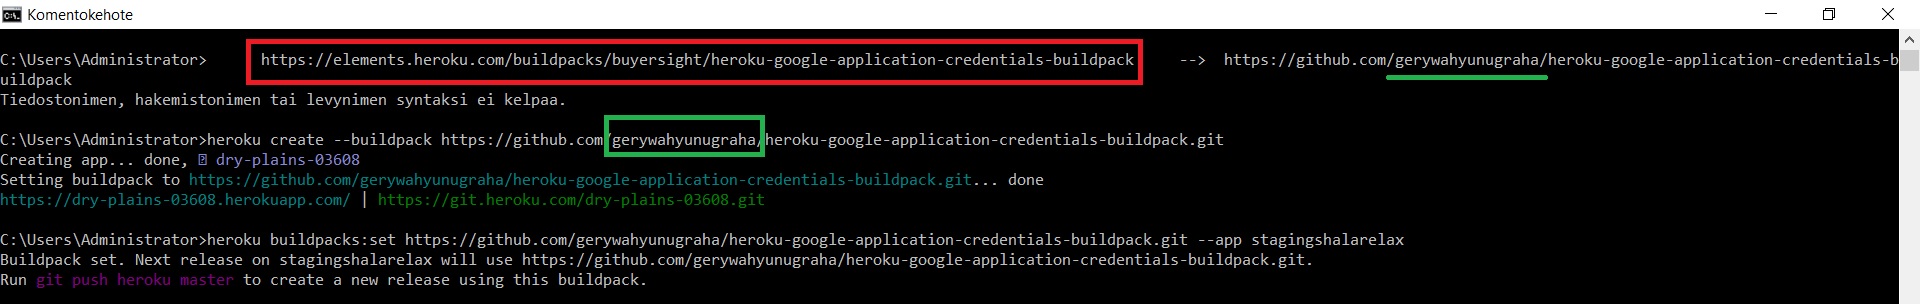 Komentokehote
C:\Users\Administrator>     https://elements.heroku.com/buildpacks/buyersight/heroku-google-application-credentials-buildpack     -->  https://github.com/gerywahyunugraha/heroku-google-application-credentials-b
uildpack
Tiedostonimen, hakemistonimen tai levynimen syntaksi ei kelpaa.
C:\Users\Administrator>heroku create --buildpack https://github.com/gerywahyunugraha/heroku-google-application-credentials-buildpack.git
Creating app... done, ⍰ dry-plains-03608
Setting buildpack to https://github.com/gerywahyunugraha/heroku-google-application-credentials-buildpack.git... done
https://dry-plains-03608.herokuapp.com/ | https://git.heroku.com/dry-plains-03608.git
C:\Users\Administrator>heroku buildpacks:set https://github.com/gerywahyunugraha/heroku-google-application-credentials-buildpack.git --app stagingshalarelax
Buildpack set. Next release on stagingshalarelax will use https://github.com/gerywahyunugraha/heroku-google-application-credentials-buildpack.git.
Run git push heroku master to create a new release using this buildpack.